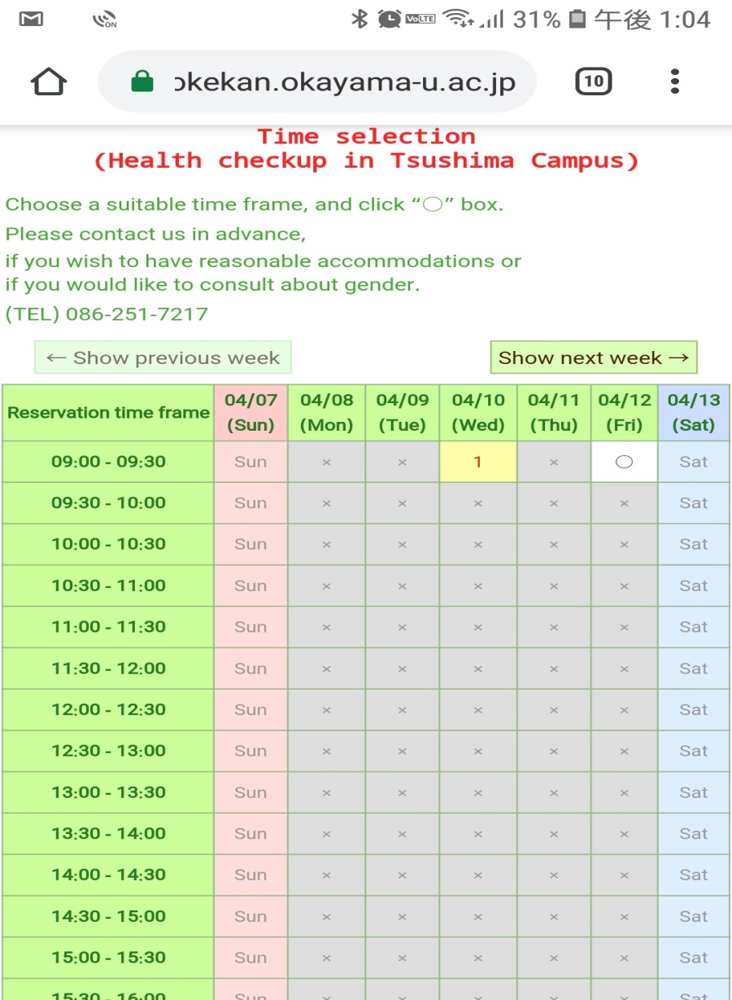 ON VoLTE 31% 午後 1:04
okekan.okayama-u.ac.jp 10
Time selection
(Health checkup in Tsushima Campus)
Choose a suitable time frame, and click “○” box.
Please contact us in advance,
if you wish to have reasonable accommodations or
if you would like to consult about gender.
(TEL) 086-251-7217
← Show previous week Show next week →
Reservation time frame 04/07 (Sun) 04/08 (Mon) 04/09 (Tue) 04/10 (Wed) 04/11 (Thu) 04/12 (Fri) 04/13 (Sat)
09:00 - 09:30 Sun × × 1 × ○ Sat
09:30 - 10:00 Sun × × × × × Sat
10:00 - 10:30 Sun × × × × × Sat
10:30 - 11:00 Sun × × × × × Sat
11:00 - 11:30 Sun × × × × × Sat
11:30 - 12:00 Sun × × × × × Sat
12:00 - 12:30 Sun × × × × × Sat
12:30 - 13:00 Sun × × × × × Sat
13:00 - 13:30 Sun × × × × × Sat
13:30 - 14:00 Sun × × × × × Sat
14:00 - 14:30 Sun × × × × × Sat
14:30 - 15:00 Sun × × × × × Sat
15:00 - 15:30 Sun × × × × × Sat
15:30 - 16:00 Sun × × × × × Sat